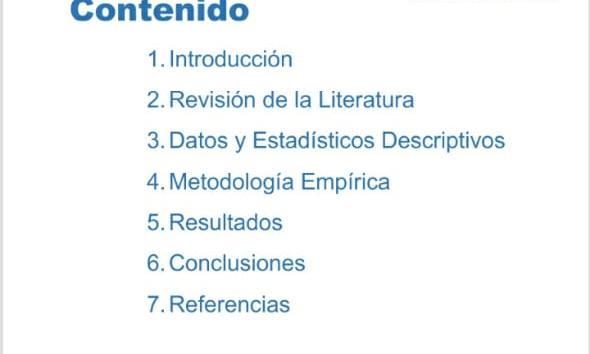 Contenido
1. Introducción
2. Revisión de la Literatura
3. Datos y Estadísticos Descriptivos
4. Metodología Empírica
5. Resultados
6. Conclusiones
7. Referencias